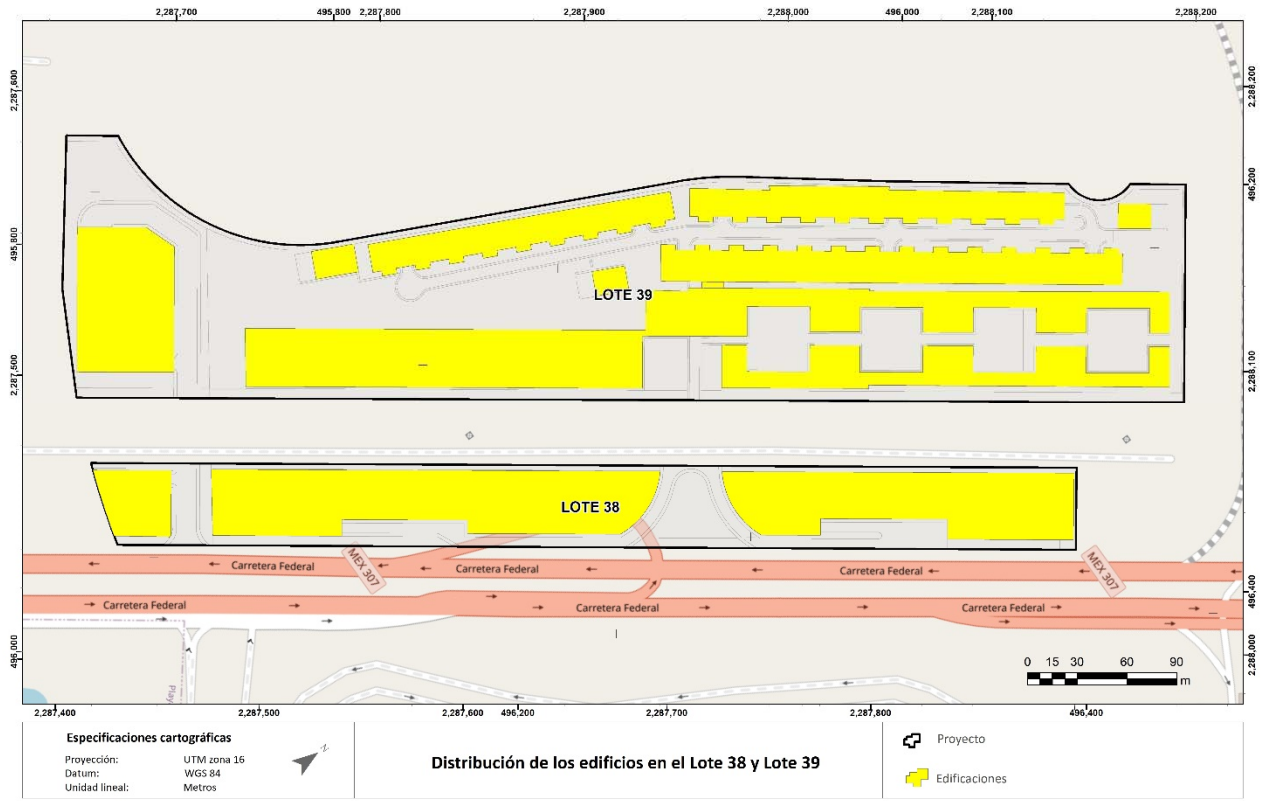 2,287,700 495,800 2,287,800 2,287,900 2,288,000 496,000 2,288,100 2,288,200
2,287,600 2,288,200
496,200
495,800
LOTE 39
2,287,500 2,288,100
LOTE 38
MEX 307 MEX 307
Carretera Federal Carretera Federal Carretera Federal
496,400
Carretera Federal Carretera Federal Carretera Federal
496,000 2,288,000
Play
0 15 30 60 90
m
2,287,400 2,287,500 2,287,600 496,200 2,287,700 2,287,800 496,400
Especificaciones cartográficas
Proyección: UTM zona 16
Datum: WGS 84
Unidad lineal: Metros
N
Distribución de los edificios en el Lote 38 y Lote 39
Proyecto
Edificaciones